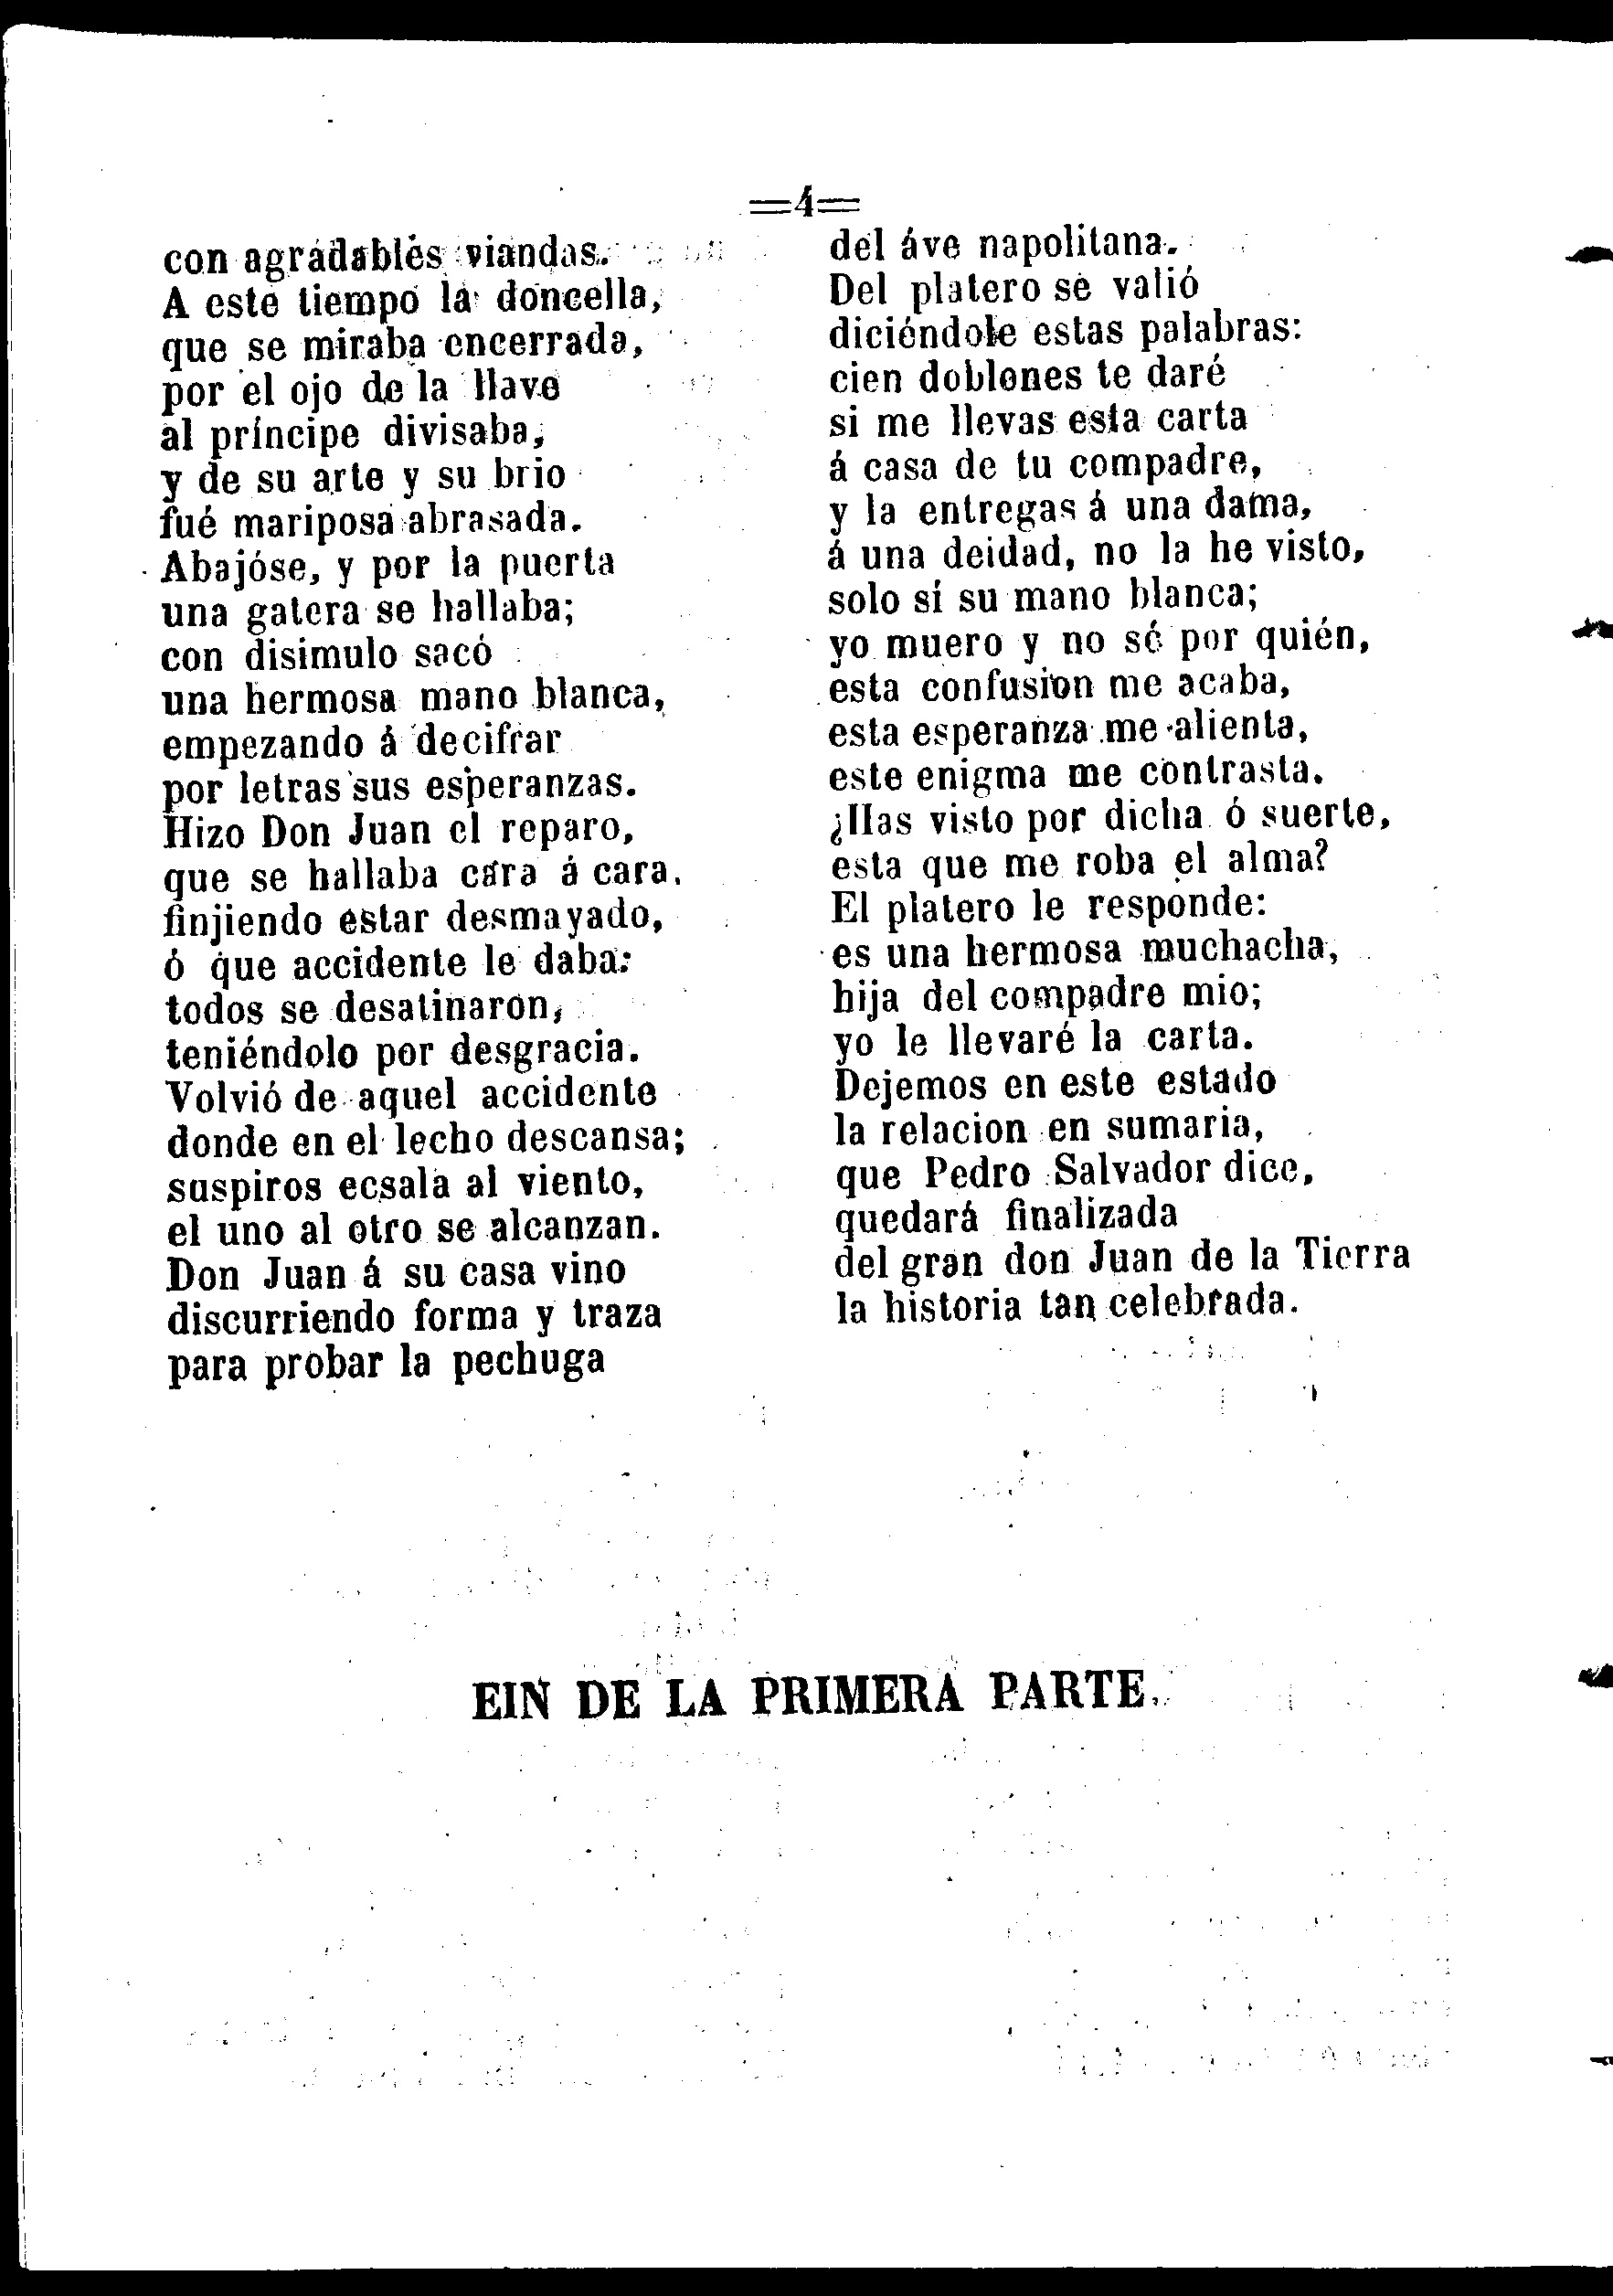 =4=
con agradables viandas.
A este tiempo la doncella,
que se miraba encerrada,
por el ojo de la llave
al príncipe divisaba,
y de su arte y su brio
fué mariposa abrasada.
Abajóse, y por la puerta
una gatera se hallaba;
con disimulo sacó
una hermosa mano blanca,
empezando á decifrar
por letras sus esperanzas.
Hizo Don Juan el reparo,
que se hallaba cara á cara,
finjiendo estar desmayado,
ó que accidente le daba:
todos se desatinaron,
teniéndolo por desgracia.
Volvió de aquel accidente
donde en el lecho descansa;
suspiros ecsala al viento,
el uno al otro se alcanzan.
Don Juan á su casa vino
discurriendo forma y traza
para probar la pechuga
del áve napolitana.
Del platero se valió
diciéndole estas palabras:
cien doblones te daré
si me llevas esta carta
á casa de tu compadre,
y la entregas á una dama,
á una deidad, no la he visto,
solo sí su mano blanca;
yo muero y no sé por quién,
esta confusion me acaba,
esta esperanza me alienta,
este enigma me contrasta.
¿Has visto por dicha ó suerte,
esta que me roba el alma?
El platero le responde:
es una hermosa muchacha,
hija del compadre mio;
yo le llevaré la carta.
Dejemos en este estado
la relacion en sumaria,
que Pedro Salvador dice,
quedará finalizada
del gran don Juan de la Tierra
la historia tan celebrada.
EIN DE LA PRIMERA PARTE.